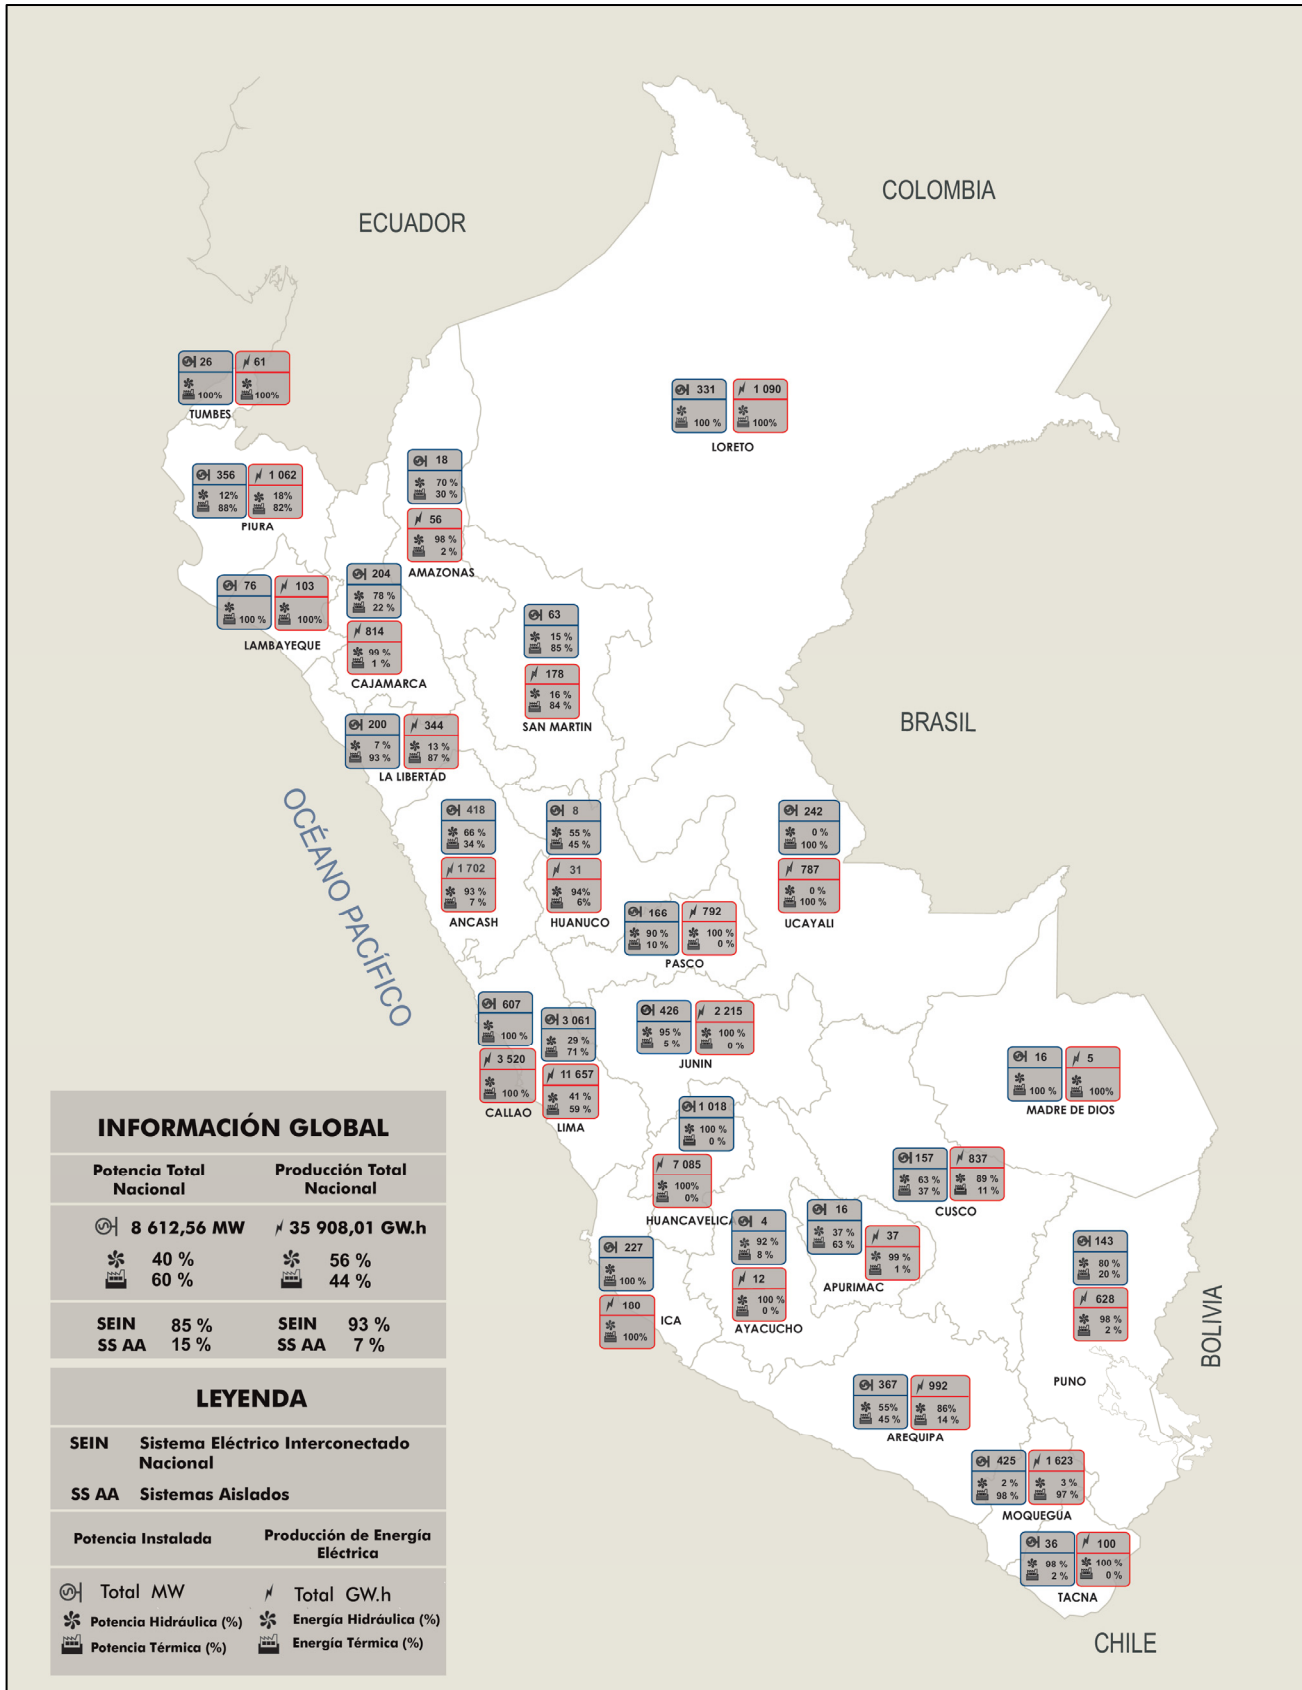 COLOMBIA
ECUADOR
26
61
100%
100%
TUMBES
331
1 090
100 %
100%
LORETO
18
70 %
30 %
56
98 %
2 %
AMAZONAS
356
1 062
12%
18%
88%
82%
PIURA
204
78 %
22 %
814
99 %
1 %
CAJAMARCA
76
103
100 %
100%
LAMBAYEQUE
63
15 %
85 %
178
16 %
84 %
SAN MARTIN
BRASIL
200
344
7 %
13 %
93 %
87 %
LA LIBERTAD
OCÉANO PACÍFICO
418
66 %
34 %
1 702
93 %
7 %
ANCASH
8
55 %
45 %
31
94%
6%
HUANUCO
242
0 %
100 %
787
0 %
100 %
UCAYALI
166
792
90 %
100 %
10 %
0 %
PASCO
607
100 %
3 520
100 %
CALLAO
3 061
29 %
71 %
11 657
41 %
59 %
LIMA
426
2 215
95 %
100 %
5 %
0 %
JUNIN
16
5
100 %
100%
MADRE DE DIOS
1 018
100 %
0 %
7 085
100%
0%
HUANCAVELICA
157
837
63 %
89 %
37 %
11 %
CUSCO
4
92 %
8 %
12
100 %
0 %
AYACUCHO
16
37 %
63 %
37
99 %
1 %
APURIMAC
227
100 %
180
100%
ICA
143
80 %
20 %
628
98 %
2 %
PUNO
BOLIVIA
367
992
55%
86%
45 %
14 %
AREQUIPA
425
1 623
2 %
3 %
98 %
97 %
MOQUEGUA
36
100
98 %
100 %
2 %
0 %
TACNA
CHILE
INFORMACIÓN GLOBAL
Potencia Total
Nacional
Producción Total
Nacional
8 612,56 MW
35 908,01 GW.h
40 %
56 %
60 %
44 %
SEIN 85 %
SEIN 93 %
SS AA 15 %
SS AA 7 %
LEYENDA
SEIN Sistema Eléctrico Interconectado
Nacional
SS AA Sistemas Aislados
Potencia Instalada
Producción de Energía
Eléctrica
Total MW
Total GW.h
Potencia Hidráulica (%)
Energía Hidráulica (%)
Potencia Térmica (%)
Energía Térmica (%)